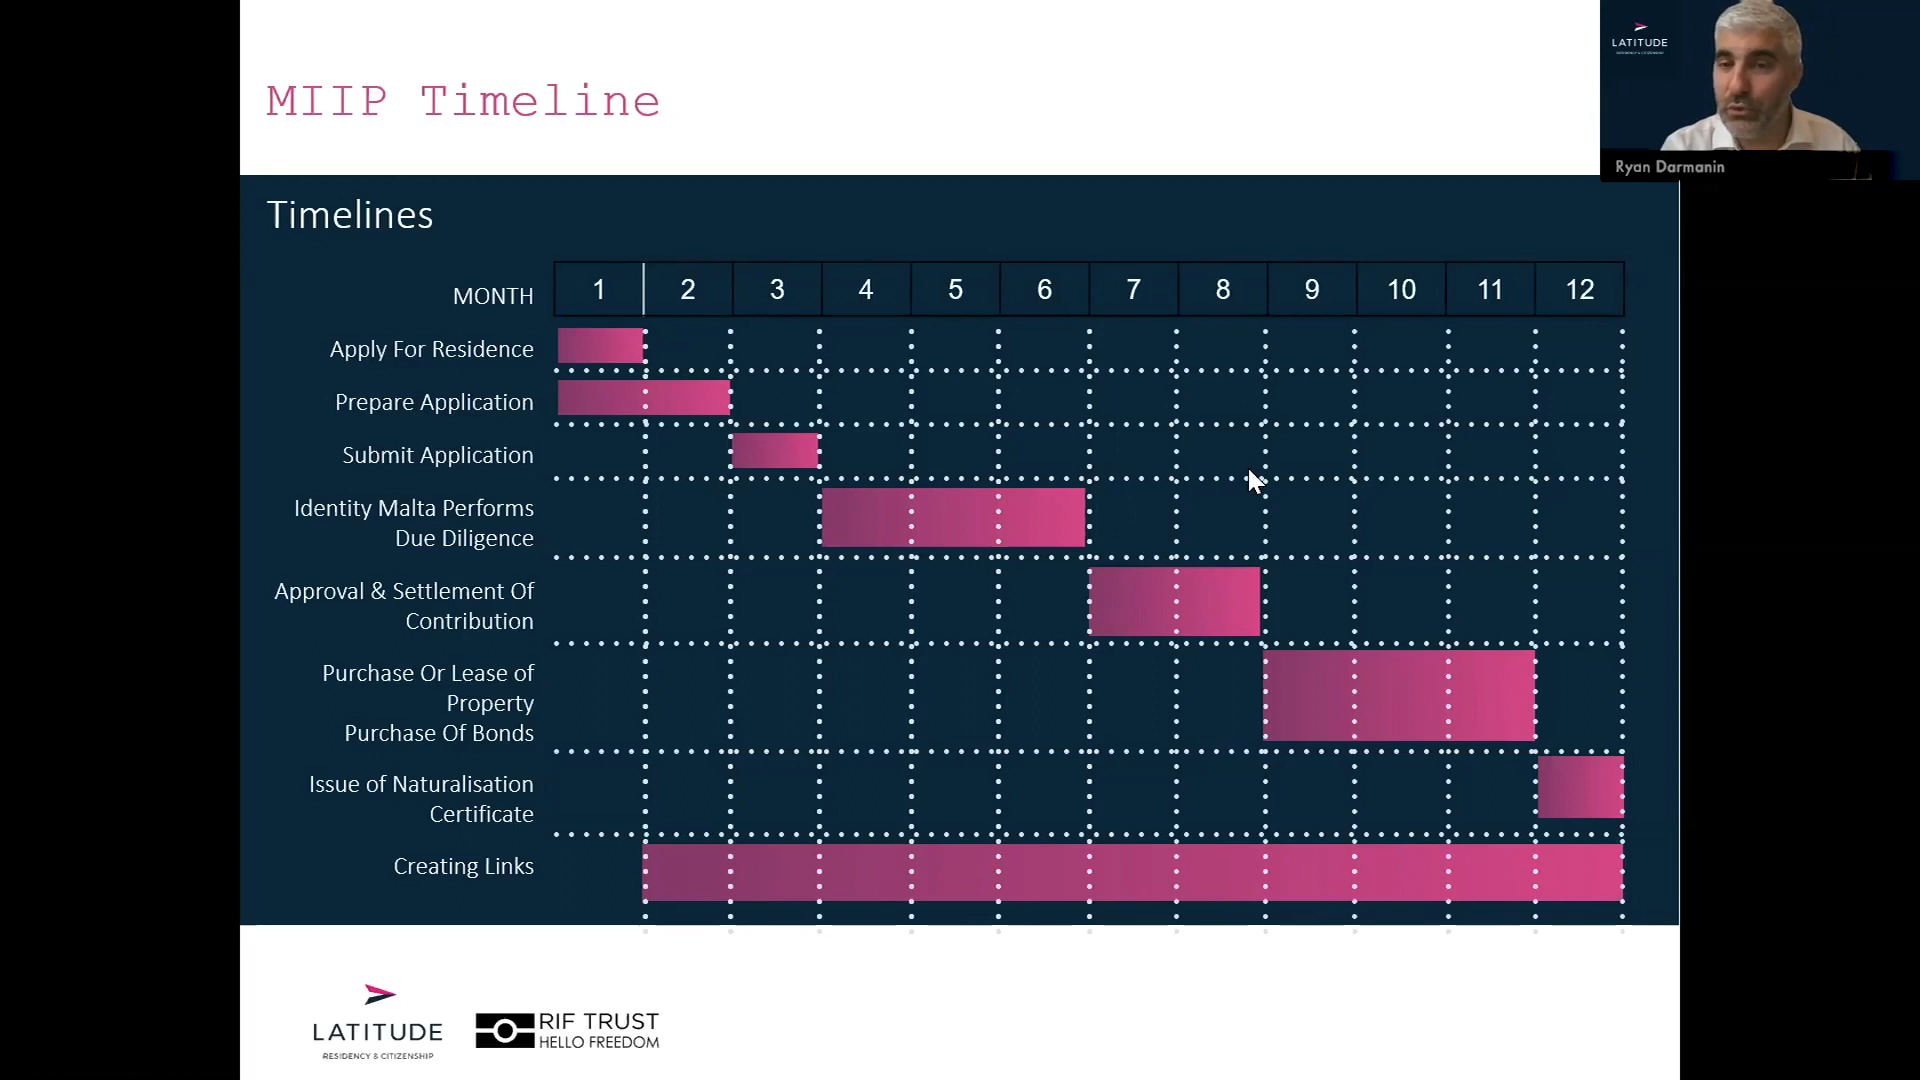 MIIP Timeline
LATITUDE
Ryan Darmanin
Timelines
MONTH 1 2 3 4 5 6 7 8 9 10 11 12
Apply For Residence
Prepare Application
Submit Application
Identity Malta Performs
Due Diligence
Approval & Settlement Of
Contribution
Purchase Or Lease of
Property
Purchase Of Bonds
Issue of Naturalisation
Certificate
Creating Links
LATITUDE
RESIDENCY & CITIZENSHIP
RIF TRUST
HELLO FREEDOM